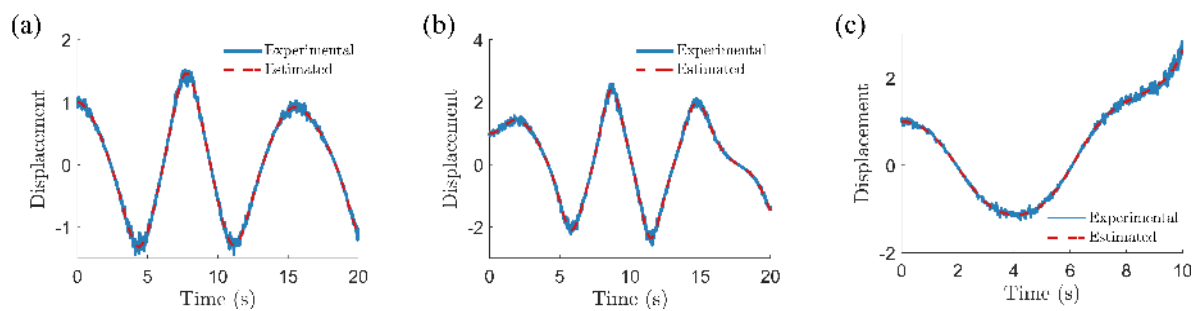 (a)
2
1
0
-1
Displacement
Experimental
Estimated
0 5 10 15 20
Time (s)
(b)
4
2
0
-2
Displacement
Experimental
Estimated
0 5 10 15 20
Time (s)
(c)
2
0
-2
Displacement
Experimental
Estimated
0 2 4 6 8 10
Time (s)